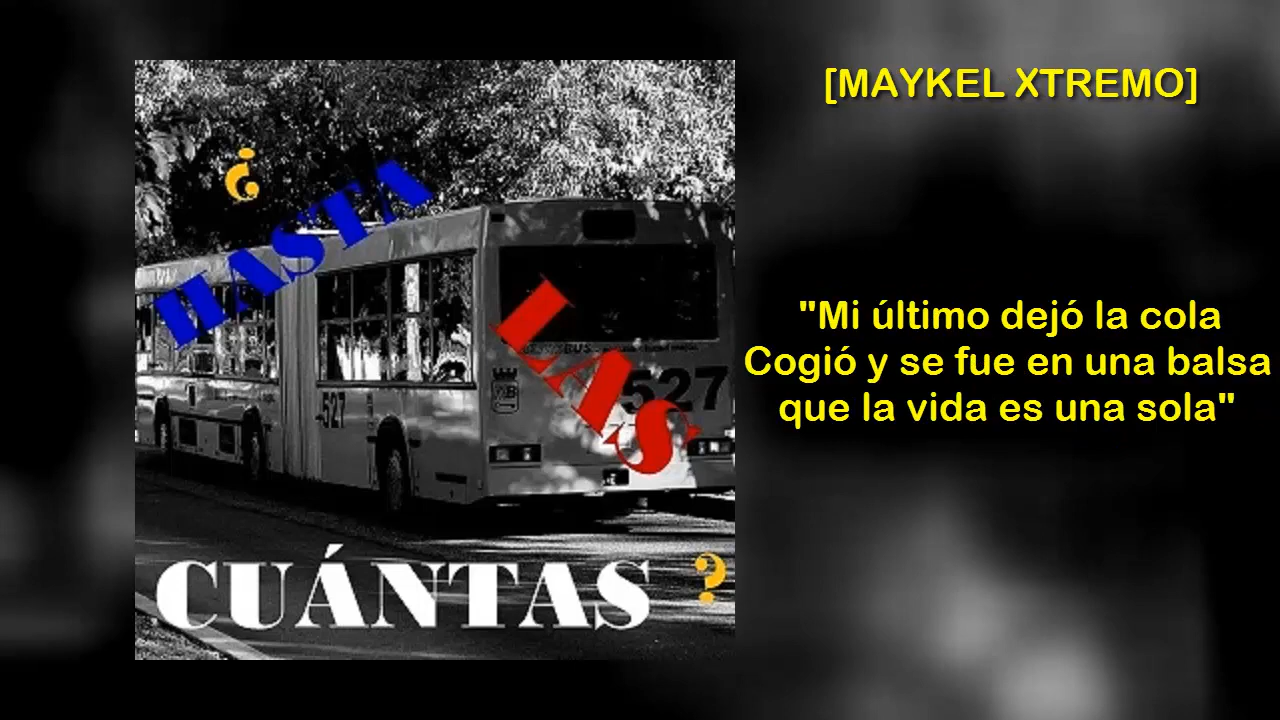 [MAYKEL XTREMO]
¿
HASTA
LAS
527
527
CUÁNTAS ?
"Mi último dejó la cola
Cogió y se fue en una balsa
que la vida es una sola"